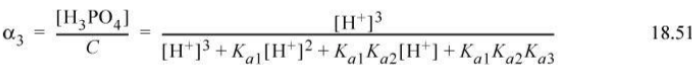 α₃ = [H₃PO₄] / C = [H⁺]³ / ([H⁺]³ + Kₐ₁[H⁺]² + Kₐ₁Kₐ₂[H⁺] + Kₐ₁Kₐ₂Kₐ₃) 18.51